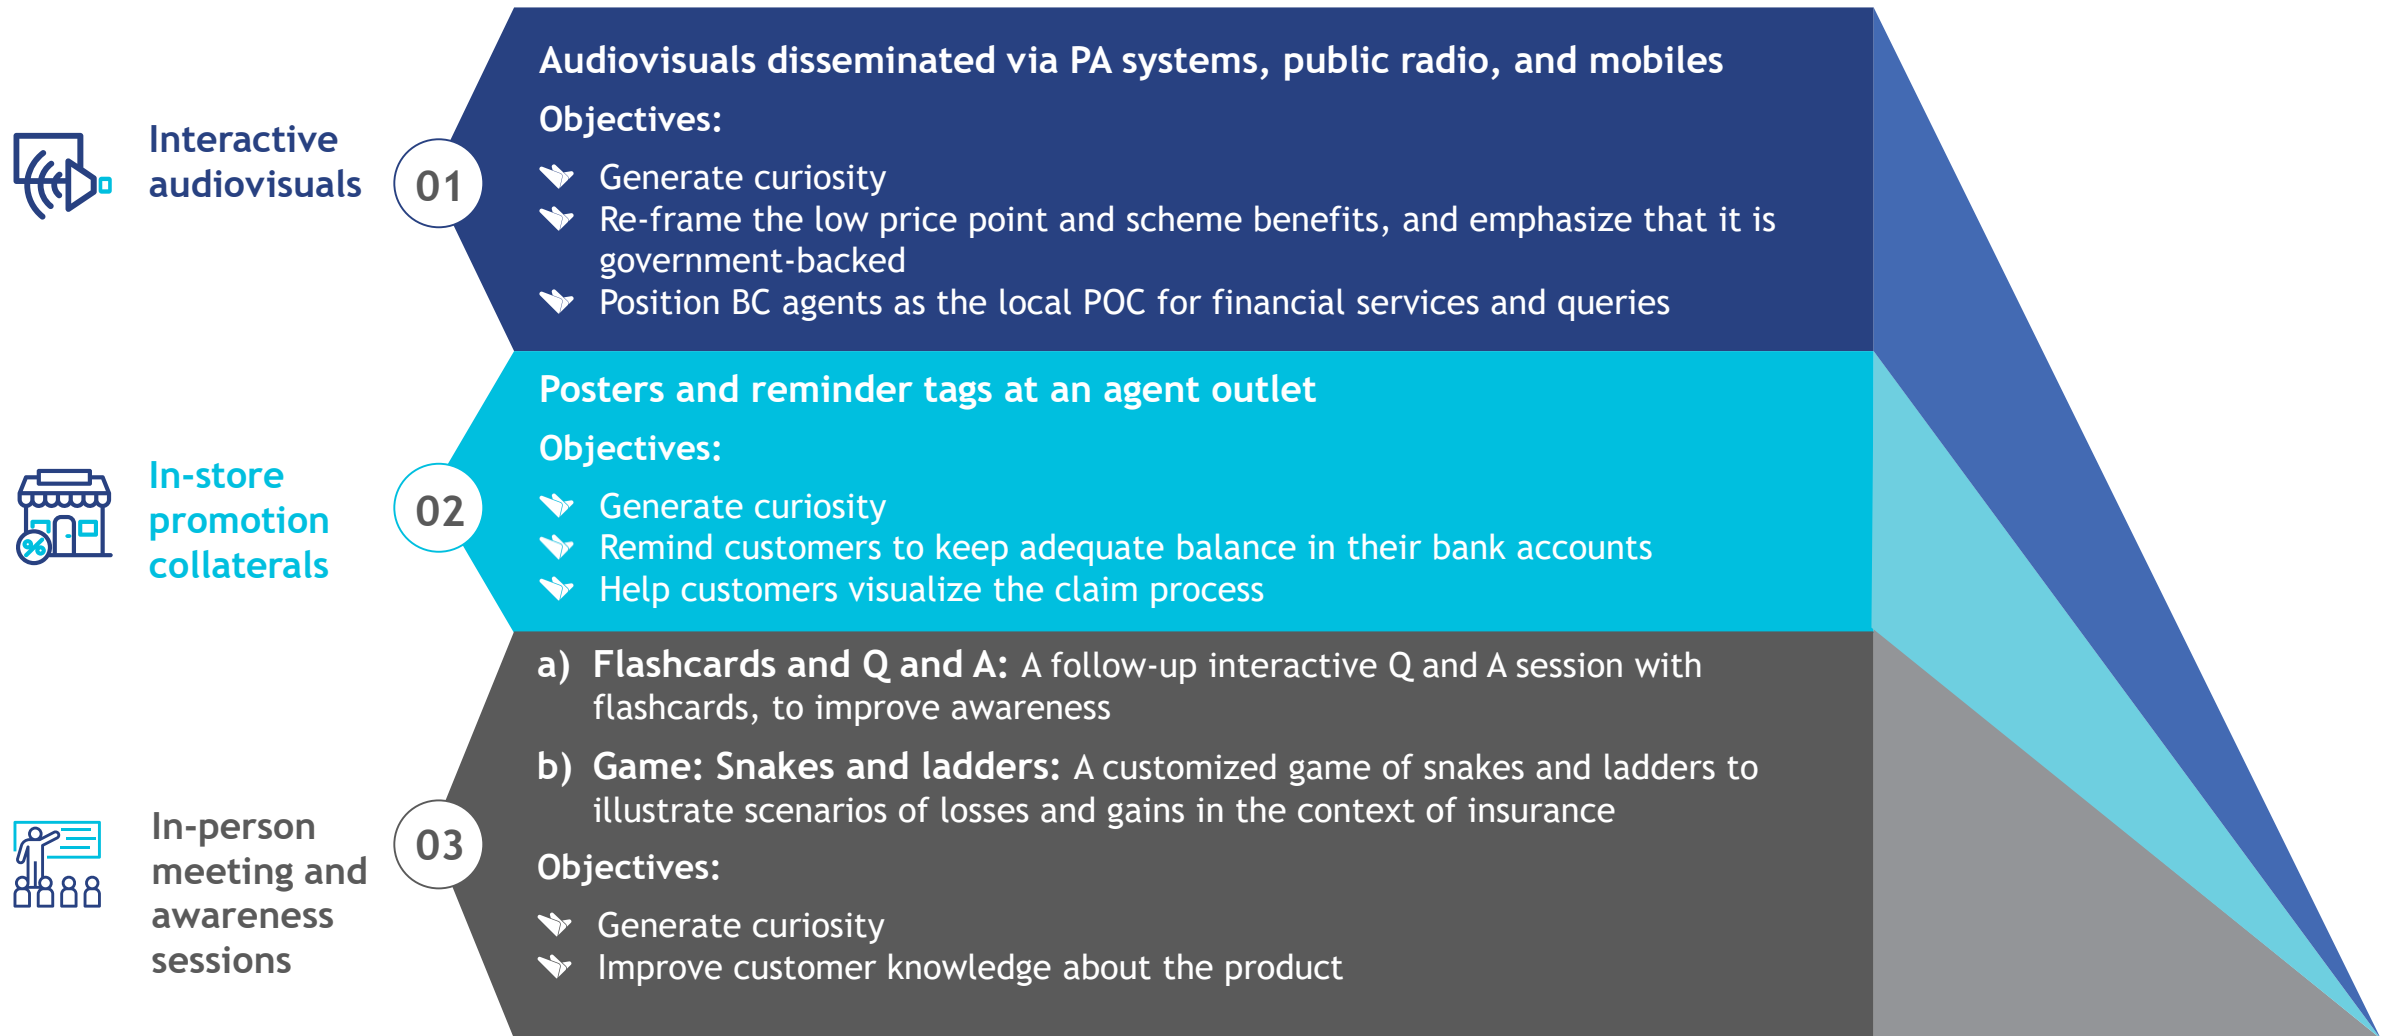 Interactive
audiovisuals
01
Audiovisuals disseminated via PA systems, public radio, and mobiles
Objectives:
Generate curiosity
Re-frame the low price point and scheme benefits, and emphasize that it is
government-backed
Position BC agents as the local POC for financial services and queries
In-store
promotion
collaterals
%
02
Posters and reminder tags at an agent outlet
Objectives:
Generate curiosity
Remind customers to keep adequate balance in their bank accounts
Help customers visualize the claim process
In-person
meeting and
awareness
sessions
03
a) Flashcards and Q and A: A follow-up interactive Q and A session with
flashcards, to improve awareness
b) Game: Snakes and ladders: A customized game of snakes and ladders to
illustrate scenarios of losses and gains in the context of insurance
Objectives:
Generate curiosity
Improve customer knowledge about the product